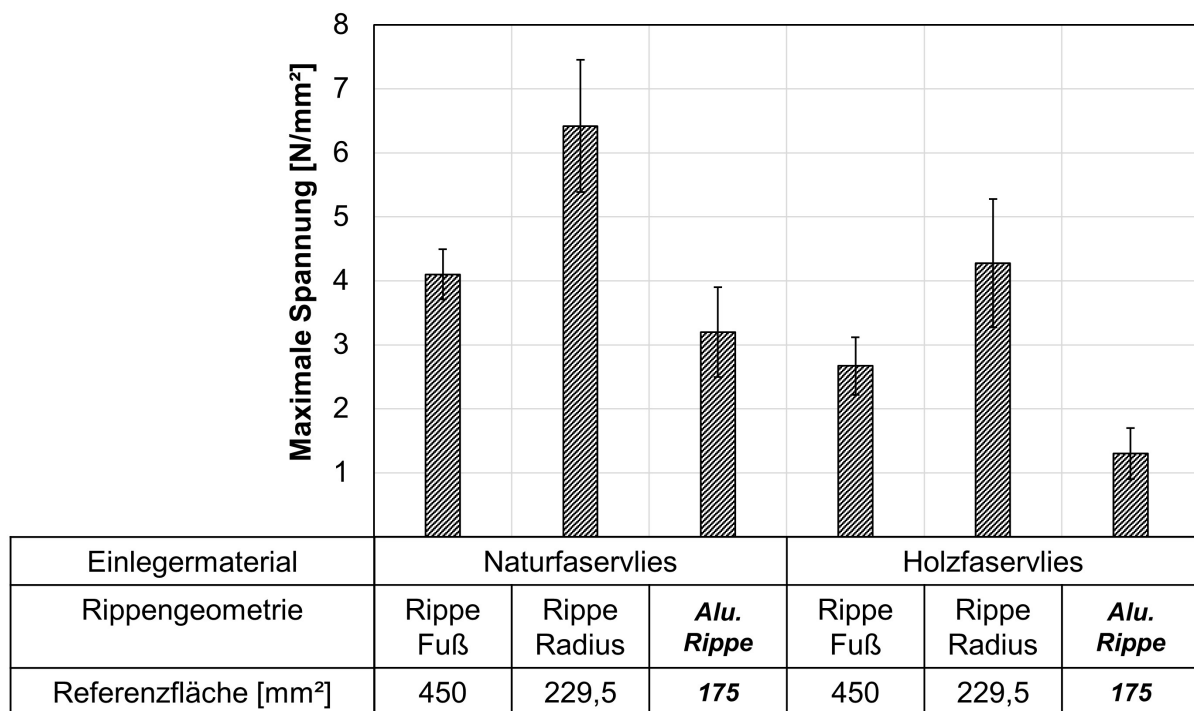 Maximale Spannung [N/mm²]
8
7
6
5
4
3
2
1
Einlegermaterial Naturfaservlies Holzfaservlies
Rippengeometrie Rippe Fuß Rippe Radius Alu. Rippe Rippe Fuß Rippe Radius Alu. Rippe
Referenzfläche [mm²] 450 229,5 175 450 229,5 175